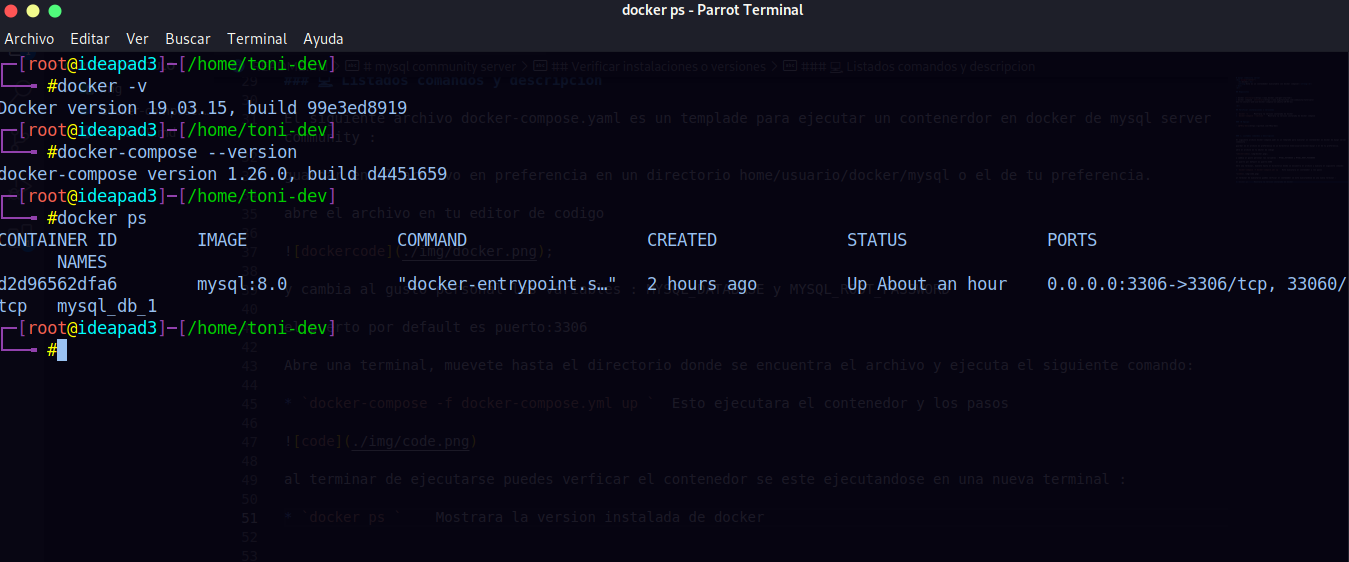 docker ps - Parrot Terminal
Archivo Editar Ver Buscar Terminal Ayuda
[root@ideapad3]─[/home/toni-dev]
#docker -v
Docker version 19.03.15, build 99e3ed8919
[root@ideapad3]─[/home/toni-dev]
#docker-compose --version
docker-compose version 1.26.0, build d4451659
[root@ideapad3]─[/home/toni-dev]
#docker ps
CONTAINER ID IMAGE COMMAND CREATED STATUS PORTS
NAMES
d2d96562dfa6 mysql:8.0 "docker-entrypoint.s…" 2 hours ago Up About an hour 0.0.0.0:3306->3306/tcp, 33060/
tcp mysql_db_1
[root@ideapad3]─[/home/toni-dev]
#
# mysql community server > ## Verificar instalaciones o versiones > ### Listados comandos y descripcion
29 ### Listados comandos y descripcion
El siguiente archivo docker-compose.yaml es un templade para ejecutar un contenerdor en docker de mysql server
community :
en preferencia en un directorio home/usuario/docker/mysql o el de tu preferencia.
35 abre el archivo en tu editor de codigo
37 ![dockercode](./img/docker.png);
y cambia al y MYSQL
40
por default es puerto:3306
42
43 Abre una terminal, muevete hasta el directorio donde se encuentra el archivo y ejecuta el siguiente comando:
44
45 * `docker-compose -f docker-compose.yml up ` Esto ejecutara el contenedor y los pasos
46
47 ![code](./img/code.png)
48
49 al terminar de ejecutarse puedes verficar el contenedor se este ejecutandose en una nueva terminal :
50
51 * `docker ps ` Mostrara la version instalada de docker
52
53